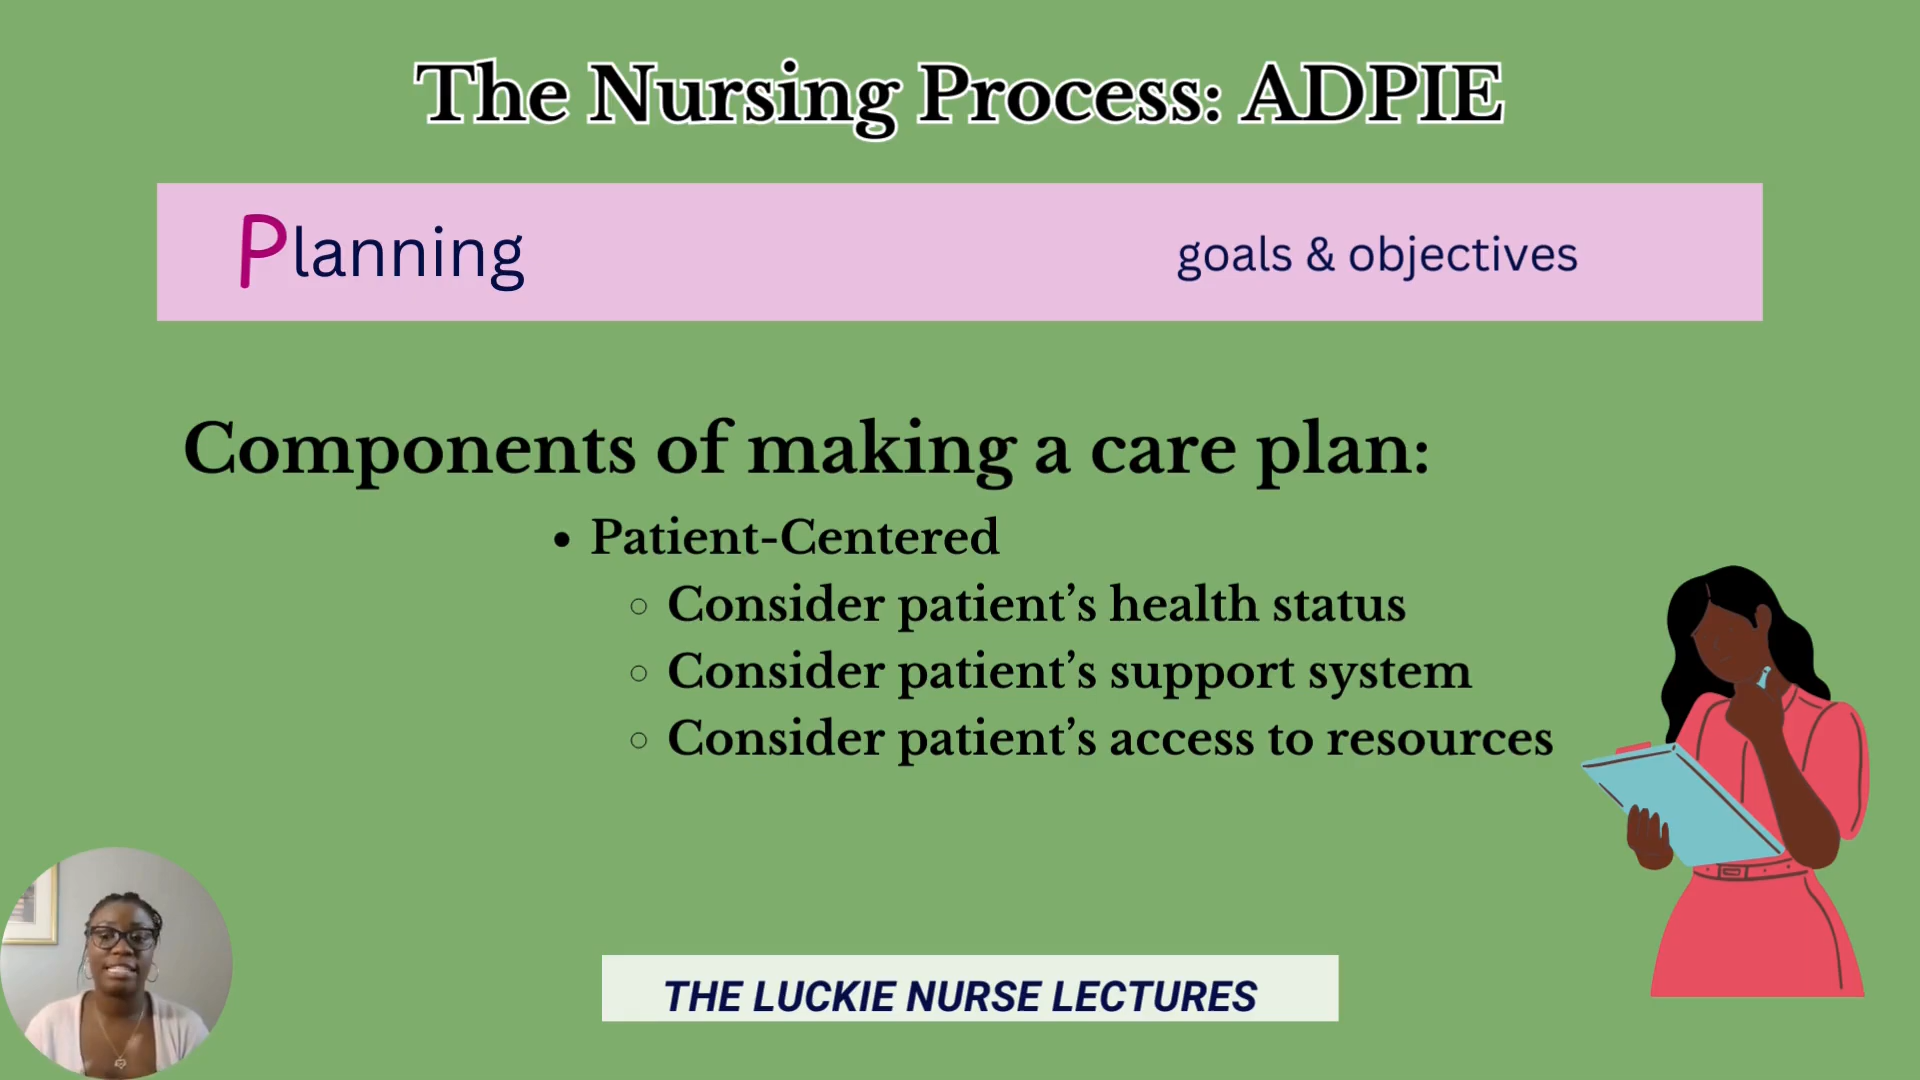 The Nursing Process: ADPIE
Planning
goals & objectives
Components of making a care plan:
• Patient-Centered
○ Consider patient’s health status
○ Consider patient’s support system
○ Consider patient’s access to resources
THE LUCKIE NURSE LECTURES